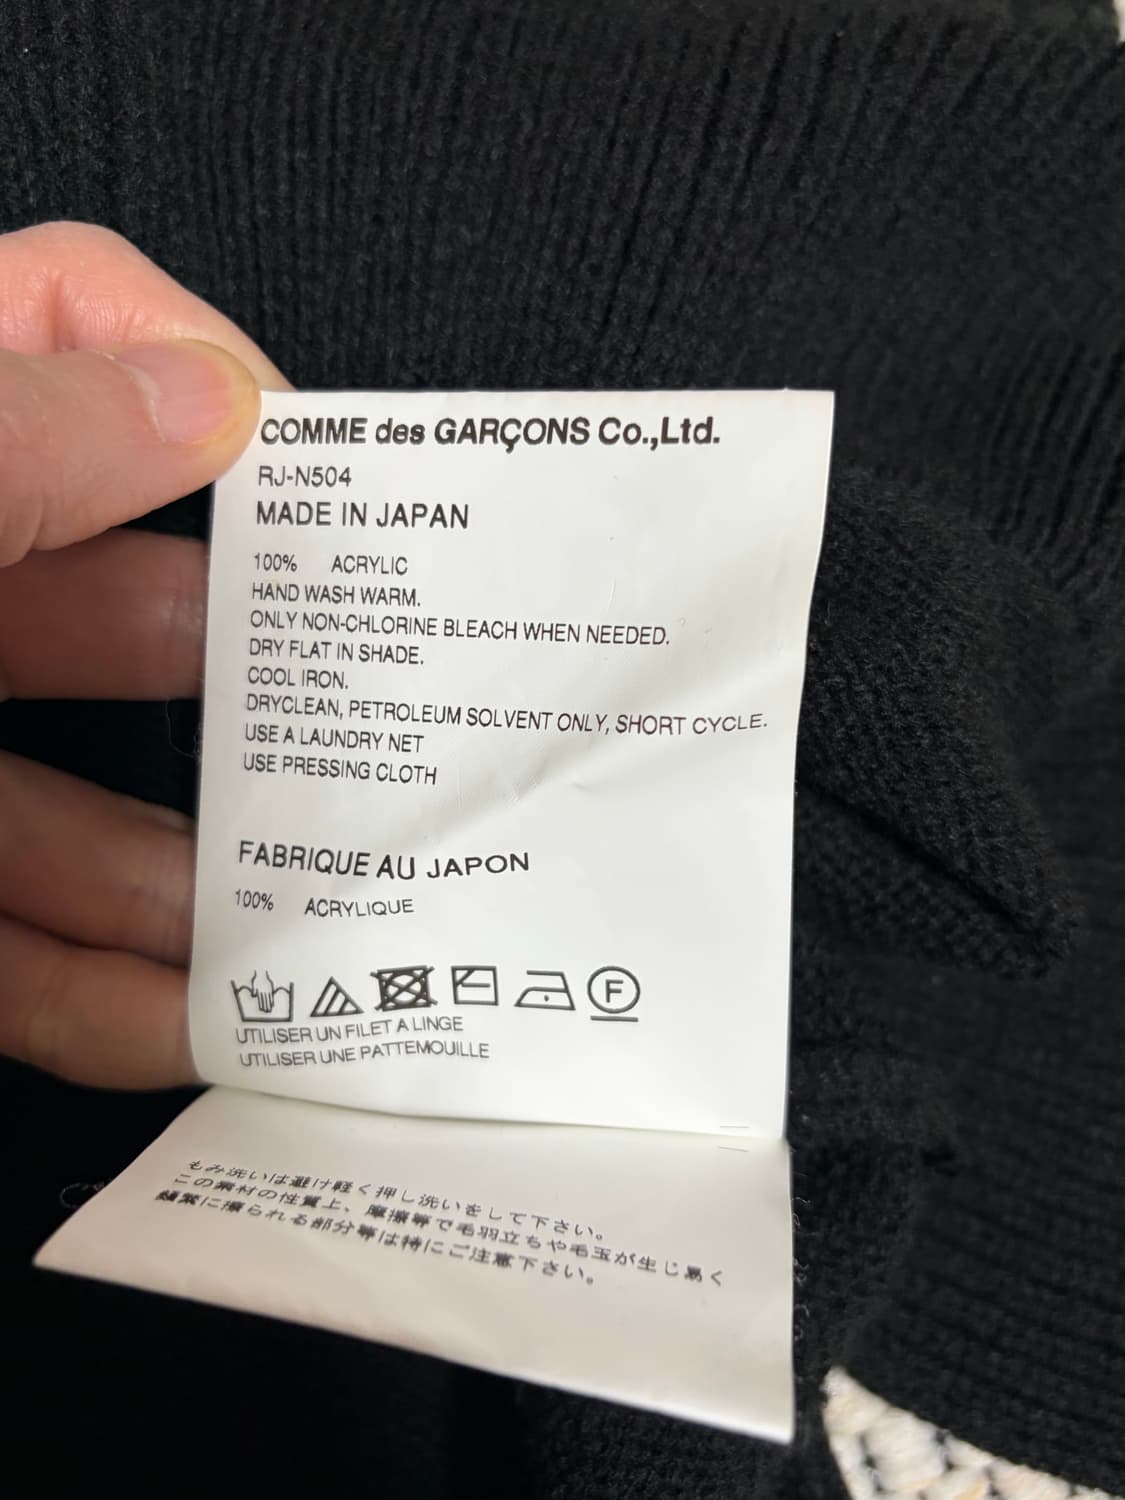 COMME des GARÇONS Co.,Ltd.
RJ-N504
MADE IN JAPAN
100% ACRYLIC
HAND WASH WARM.
ONLY NON-CHLORINE BLEACH WHEN NEEDED.
DRY FLAT IN SHADE.
COOL IRON.
DRYCLEAN, PETROLEUM SOLVENT ONLY, SHORT CYCLE.
USE A LAUNDRY NET
USE PRESSING CLOTH
FABRIQUE AU JAPON
100% ACRYLIQUE
F
UTILISER UN FILET A LINGE
UTILISER UNE PATTEMOUILLE
もみ洗いは避け軽く押し洗いをして下さい。
この素材の性質上、摩擦等で毛羽立ちや毛玉が生じ易く
頻繁に擦られる部分等は特にご注意下さい。